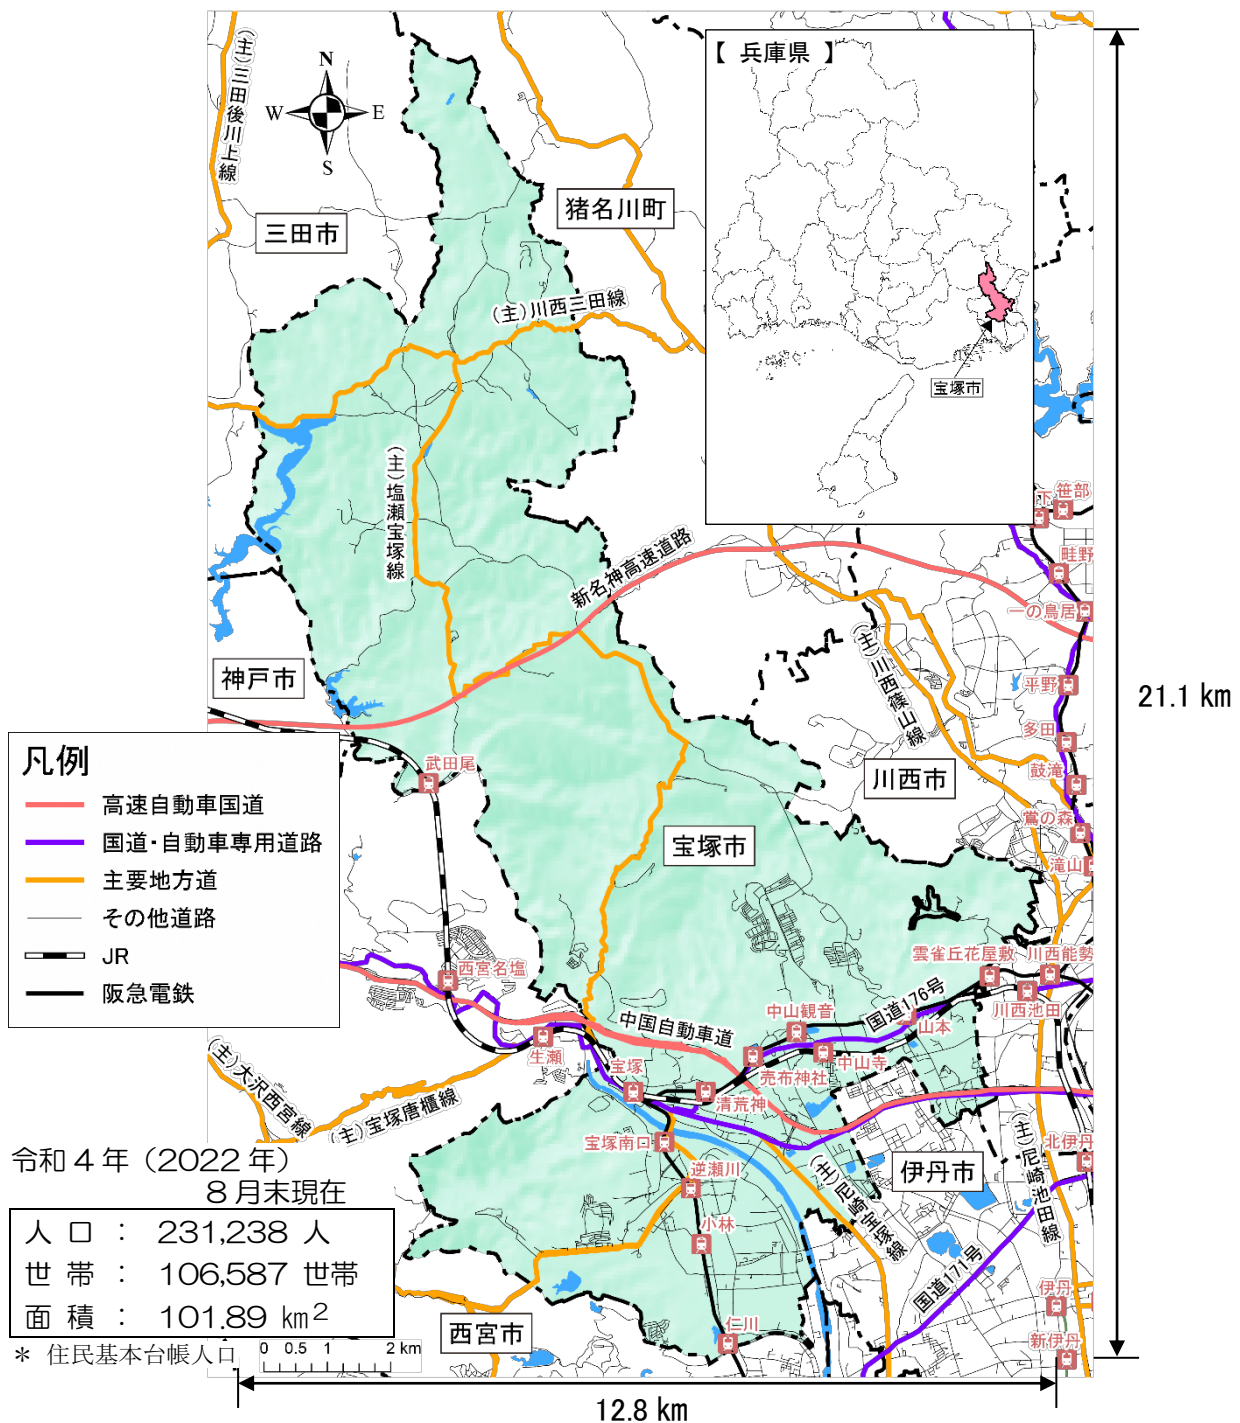 (主)三田後川上線
N
W
E
S
三田市
猪名川町
【 兵庫県 】
宝塚市
(主)川西三田線
(主)塩瀬宝塚線
新名神高速道路
神戸市
笹部
下
畦野
一の鳥居
平野
多田
鼓滝
鴬の森
滝山
(主)川西篠山線
川西市
21.1 km
凡例
高速自動車国道
国道・自動車専用道路
主要地方道
その他道路
JR
阪急電鉄
武田尾
宝塚市
西宮名塩
雲雀丘花屋敷
川西能勢
川西池田
国道176号
山本
中山観音
中山寺
売布神社
中国自動車道
生瀬
宝塚
清荒神
宝塚南口
逆瀬川
小林
仁川
(主)大沢西宮線
(主)宝塚唐櫃線
(主)尼崎宝塚線
伊丹市
(主)尼崎池田線
北伊丹
国道171号
伊丹
新伊丹
西宮市
令和4年(2022年)
8月末現在
人 口 : 231,238 人
世 帯 : 106,587 世帯
面 積 : 101.89 km2
* 住民基本台帳人口
0 0.5 1 2 km
12.8 km